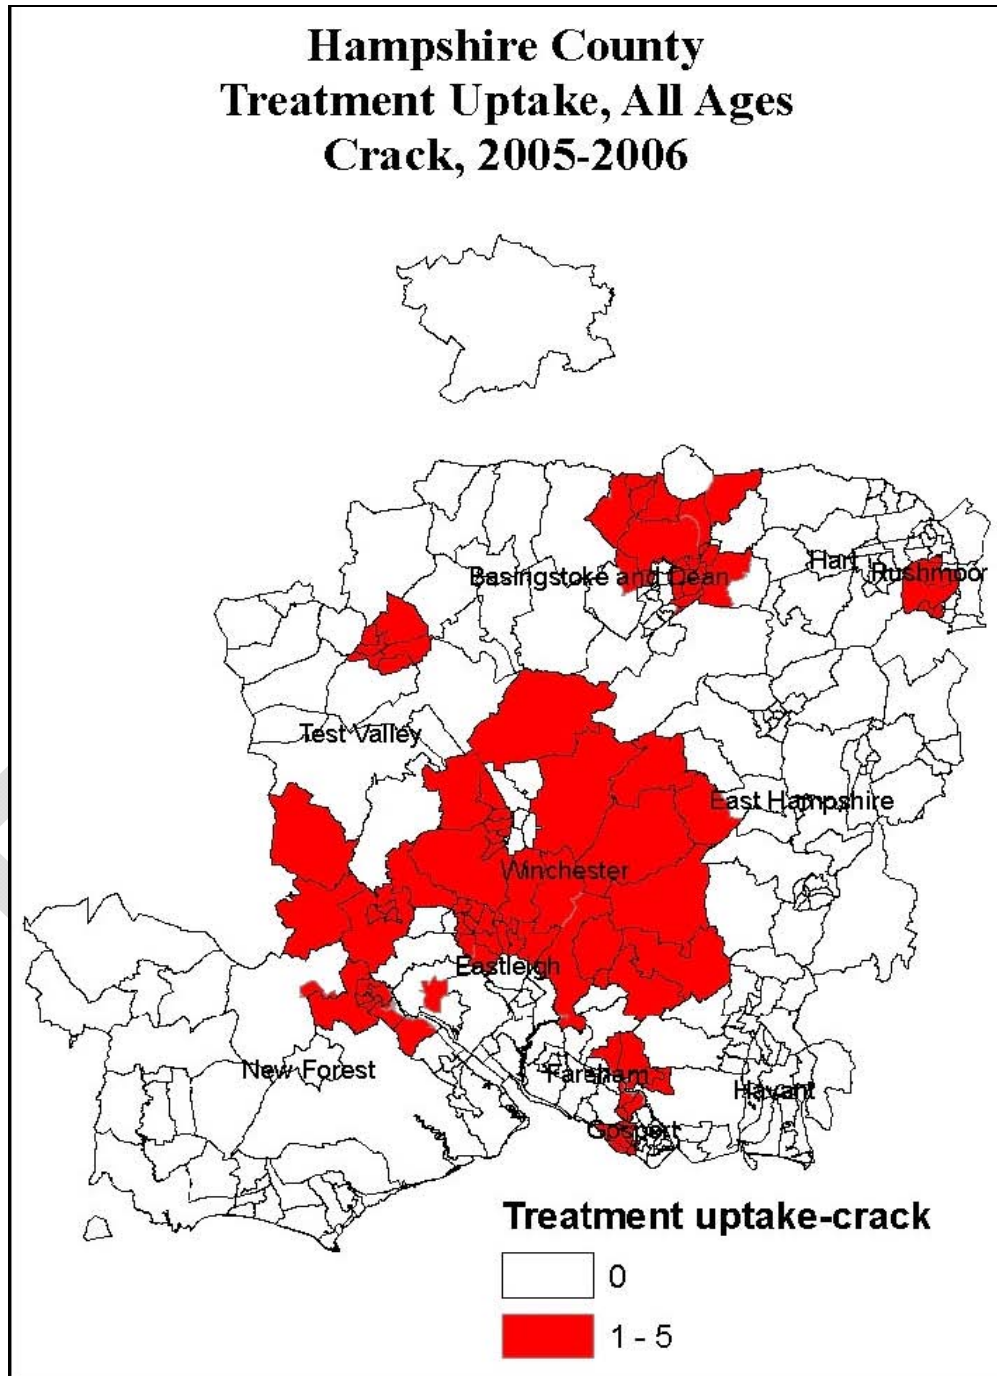 Hampshire County
Treatment Uptake, All Ages
Crack, 2005-2006
Hart
Rushmoor
Basingstoke and Dean
Test Valley
East Hampshire
Winchester
Eastleigh
New Forest
Fareham
Havant
Gosport
Treatment uptake-crack
0
1 - 5